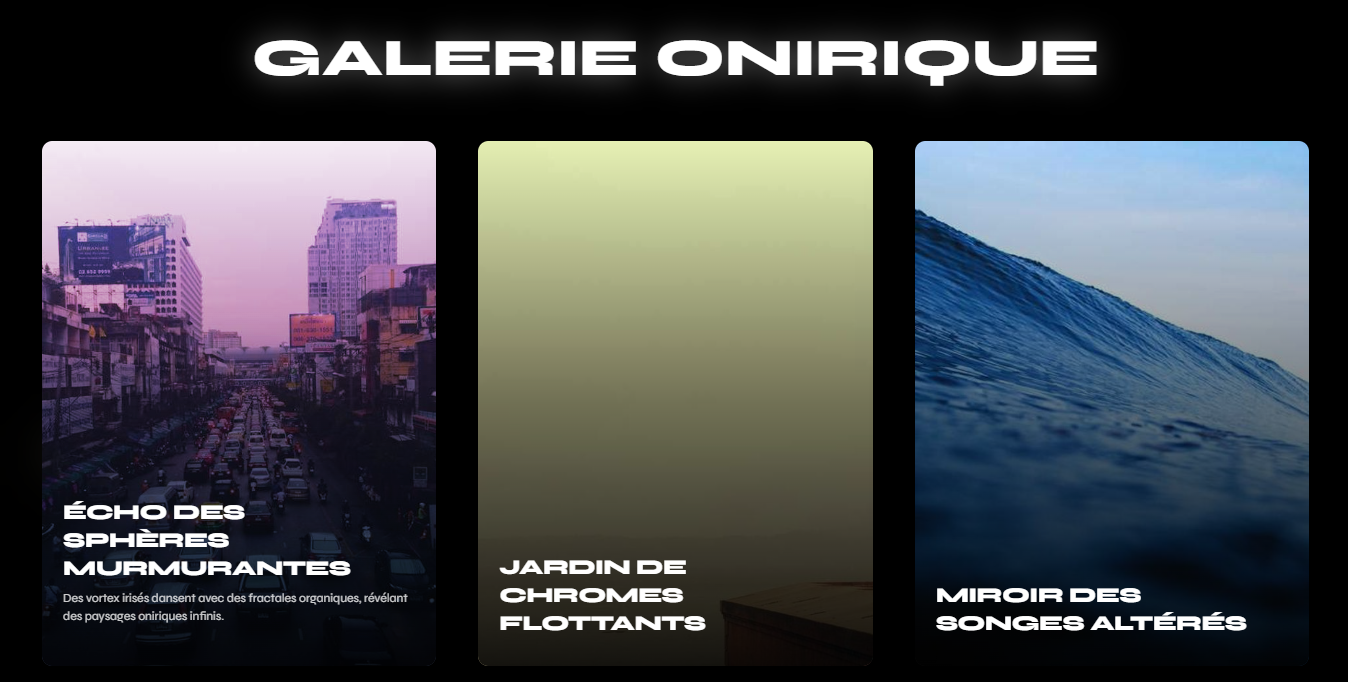 GALERIE ONIRIQUE
ÉCHO DES
SPHÈRES
MURMURANTES
Des vortex irisés dansent avec des fractales organiques, révélant
des paysages oniriques infinis.
JARDIN DE
CHROMES
FLOTTANTS
MIROIR DES
SONGES ALTÉRÉS